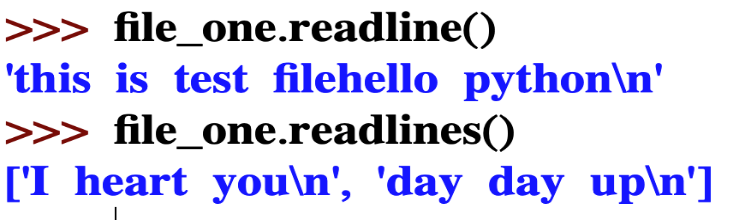 >>> file_one.readline()
'this is test filehello python\n'
>>> file_one.readlines()
['I heart you\n', 'day day up\n']